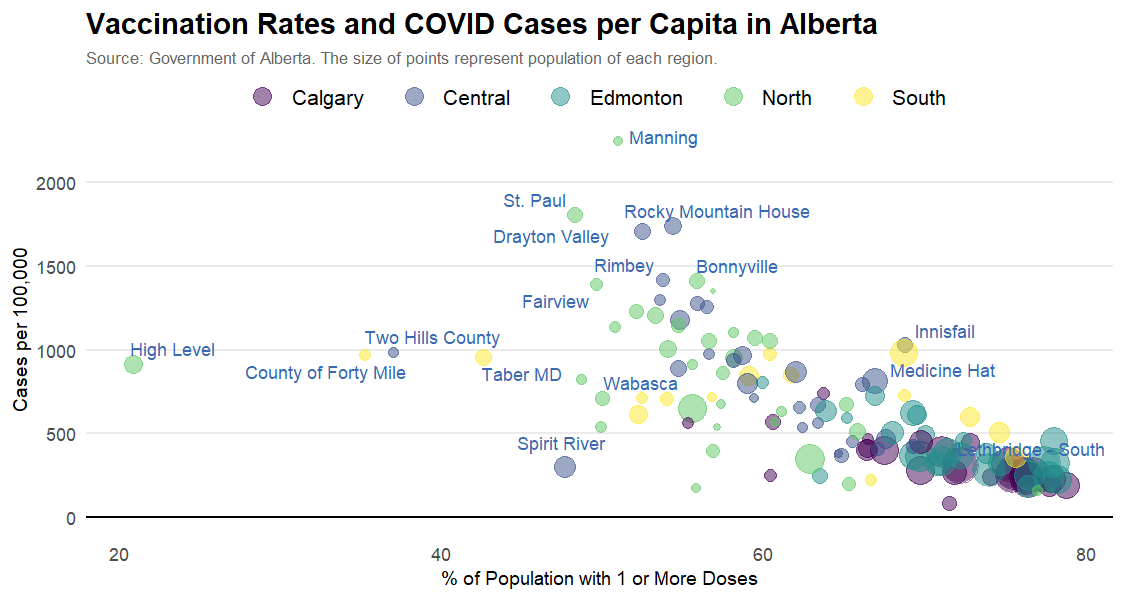 Vaccination Rates and COVID Cases per Capita in Alberta
Source: Government of Alberta. The size of points represent population of each region.
Calgary Central Edmonton North South
Manning
2000
St. Paul
Rocky Mountain House
Drayton Valley
1500
Rimbey
Bonnyville
Fairview
Innisfail
Two Hills County
1000
High Level
County of Forty Mile
Taber MD
Medicine Hat
Wabasca
500
Spirit River
Lethbridge - South
0
20 40 60 80
% of Population with 1 or More Doses
Cases per 100,000